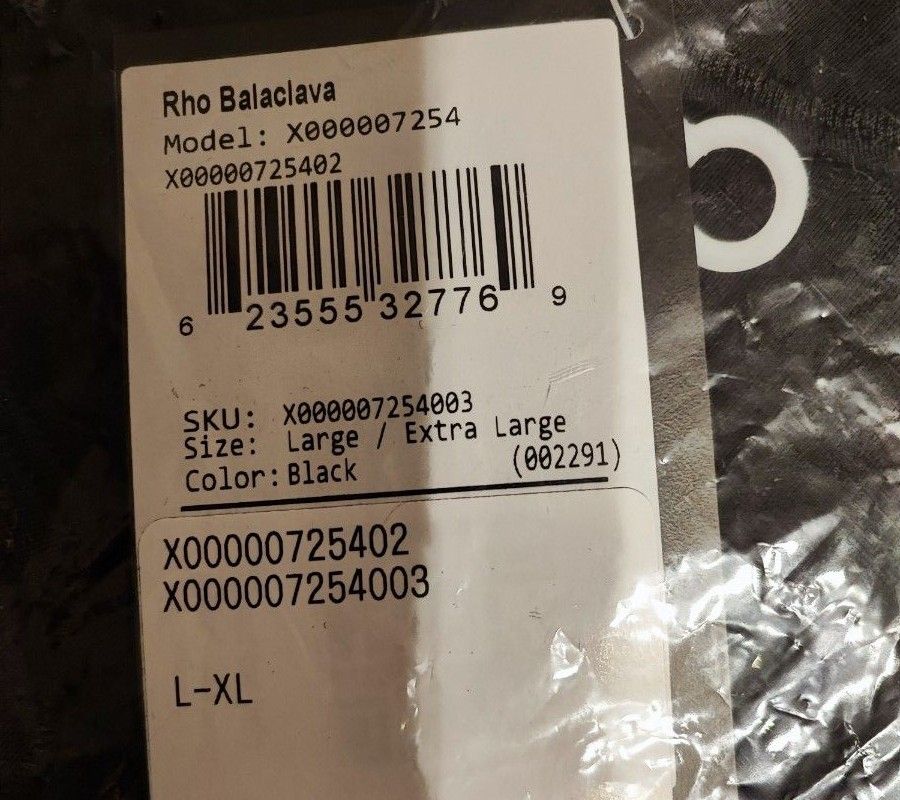 Rho Balaclava
Model: X000007254
X00000725402
6 23555 32776 9
SKU: X000007254003
Size: Large / Extra Large
Color: Black (002291)
X00000725402
X000007254003
L-XL